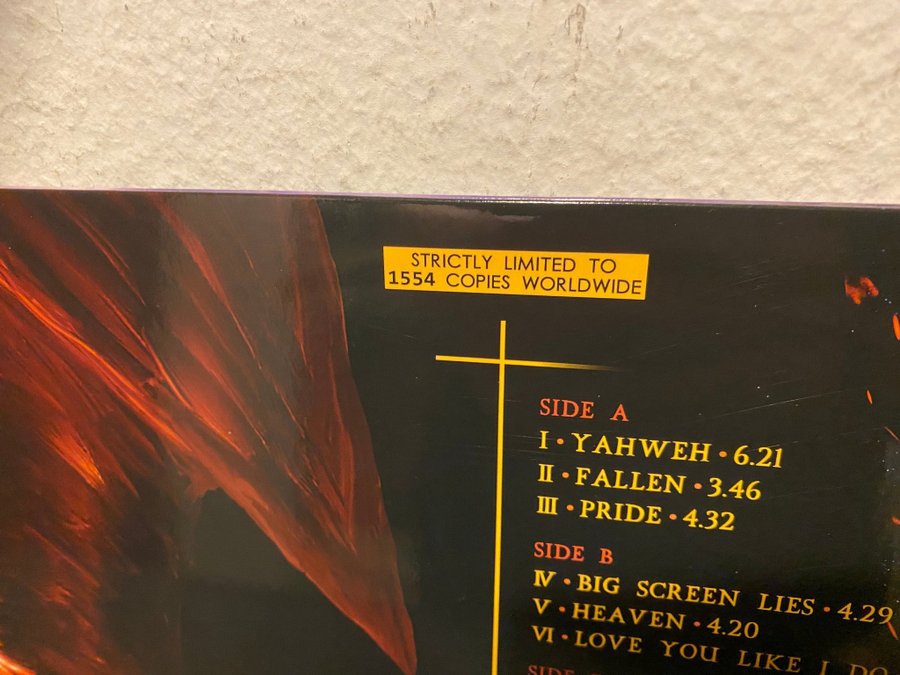 STRICTLY LIMITED TO
1554 COPIES WORLDWIDE
SIDE A
I • YAHWEH • 6.21
II • FALLEN • 3.46
III • PRIDE • 4.32
SIDE B
IV • BIG SCREEN LIES • 4.29
V • HEAVEN • 4.20
VI • LOVE YOU LIKE I DO
SIDE